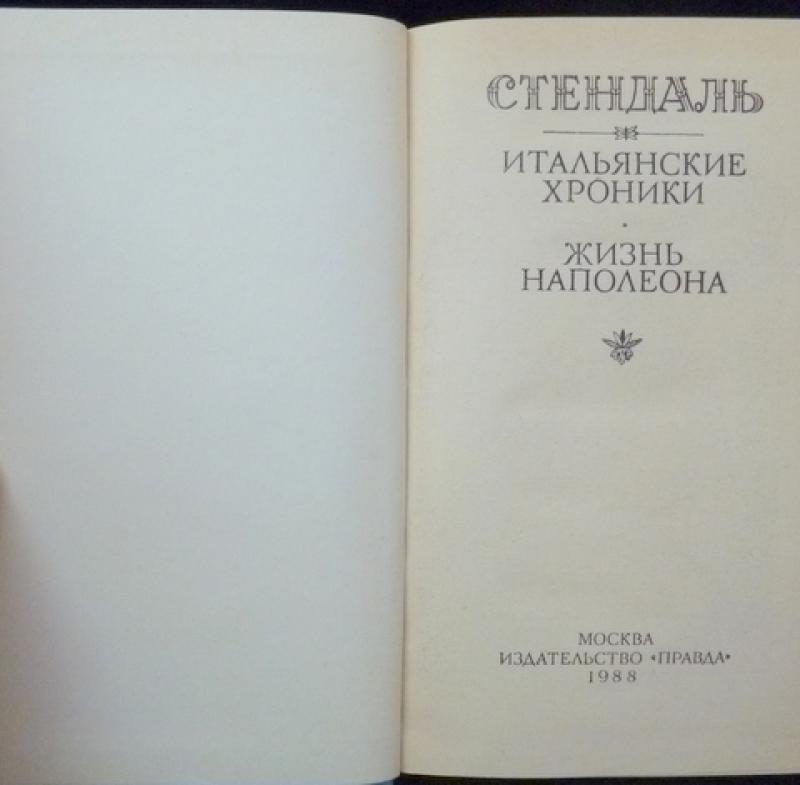 СТЕНДАЛЬ
ИТАЛЬЯНСКИЕ
ХРОНИКИ
ЖИЗНЬ
НАПОЛЕОНА
МОСКВА
ИЗДАТЕЛЬСТВО «ПРАВДА»
1988